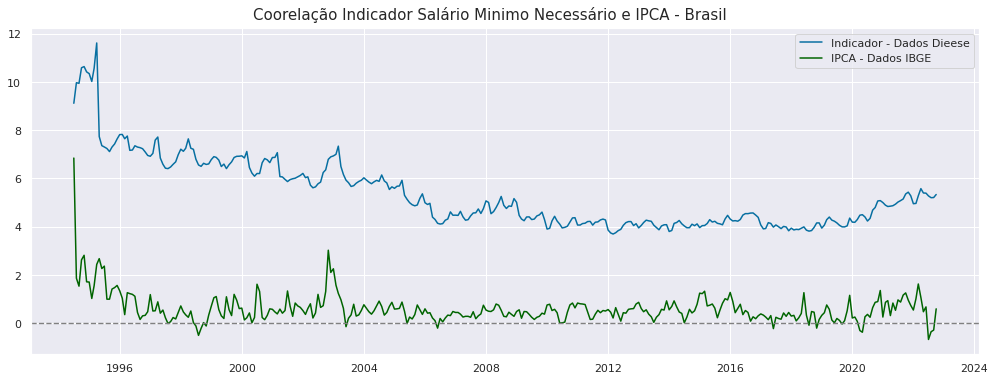 Coorelação Indicador Salário Minimo Necessário e IPCA - Brasil
Indicador - Dados Dieese
IPCA - Dados IBGE
12
10
8
6
4
2
0
1996 2000 2004 2008 2012 2016 2020 2024